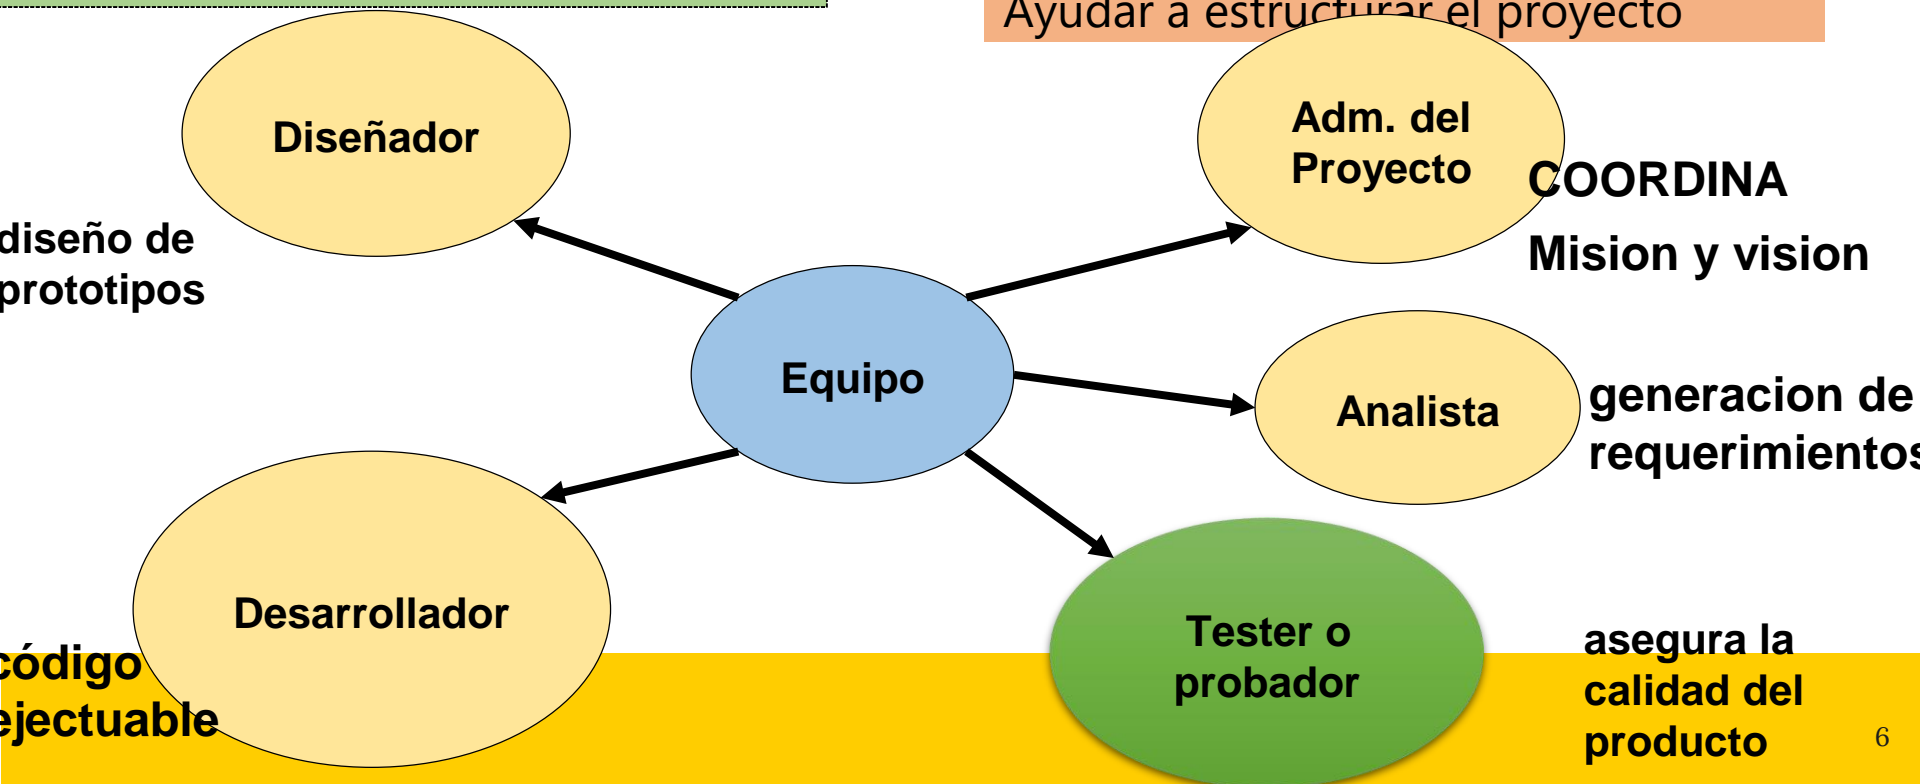 Ayudar a estructurar el proyecto
Diseñador
Adm. del
Proyecto
COORDINA
Mision y vision
diseño de
prototipos
Equipo
Analista
generacion de
requerimientos
Desarrollador
código
ejectuable
Tester o
probador
asegura la
calidad del
producto
6